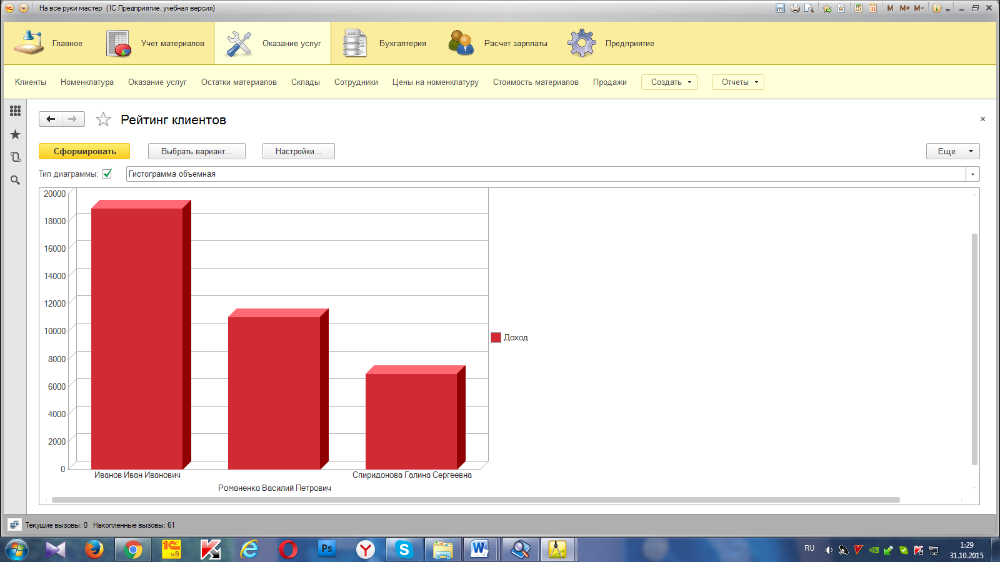 На все руки мастер (1С:Предприятие, учебная версия)
M M+ M-
Главное Учет материалов Оказание услуг Бухгалтерия Расчет зарплаты Предприятие
Клиенты Номенклатура Оказание услуг Остатки материалов Склады Сотрудники Цены на номенклатуру Стоимость материалов Продажи Создать Отчеты
Рейтинг клиентов
Сформировать Выбрать вариант... Настройки... Еще
Тип диаграммы: Гистограмма объемная
20000
18000
16000
14000
12000
10000
8000
6000
4000
2000
0
Доход
Иванов Иван Иванович Спиридонова Галина Сергеевна
Романенко Василий Петрович
Текущие вызовы: 0 Накопленные вызовы: 61
RU
1:29
31.10.2015